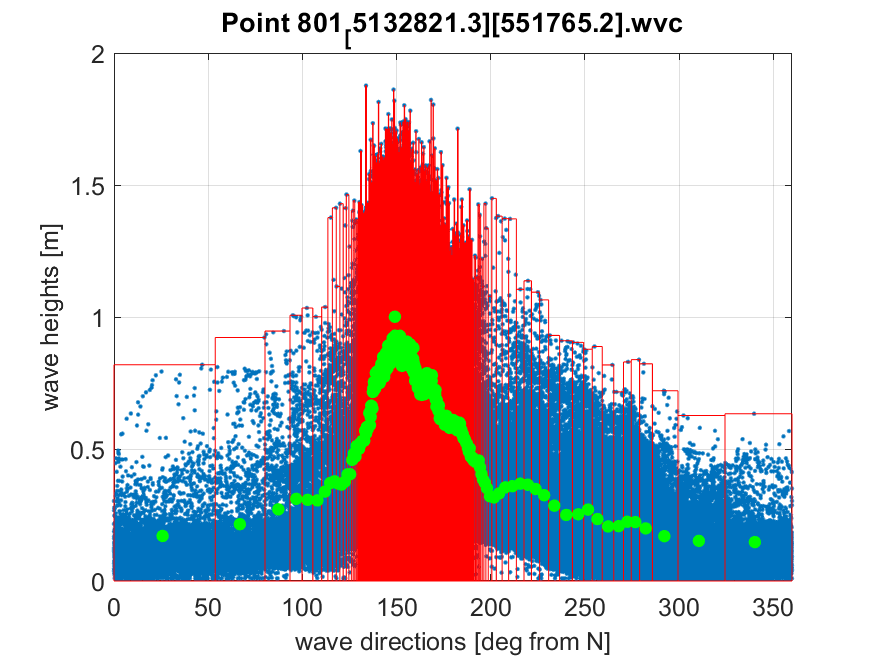 Point 801[5132821.3][551765.2].wvc
2
1.5
1
0.5
0
wave heights [m]
0 50 100 150 200 250 300 350
wave directions [deg from N]